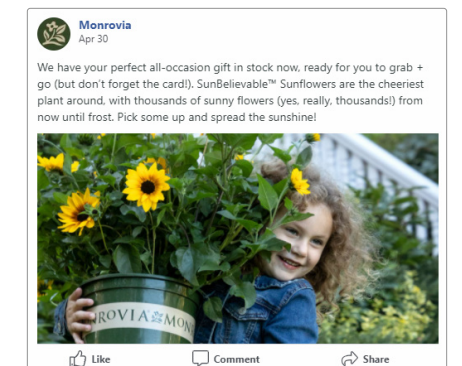 Monrovia
Apr 30
We have your perfect all-occasion gift in stock now, ready for you to grab +
go (but don't forget the card!). SunBelievable™ Sunflowers are the cheeriest
plant around, with thousands of sunny flowers (yes, really, thousands!) from
now until frost. Pick some up and spread the sunshine!
ROVIA MON
Like Comment Share